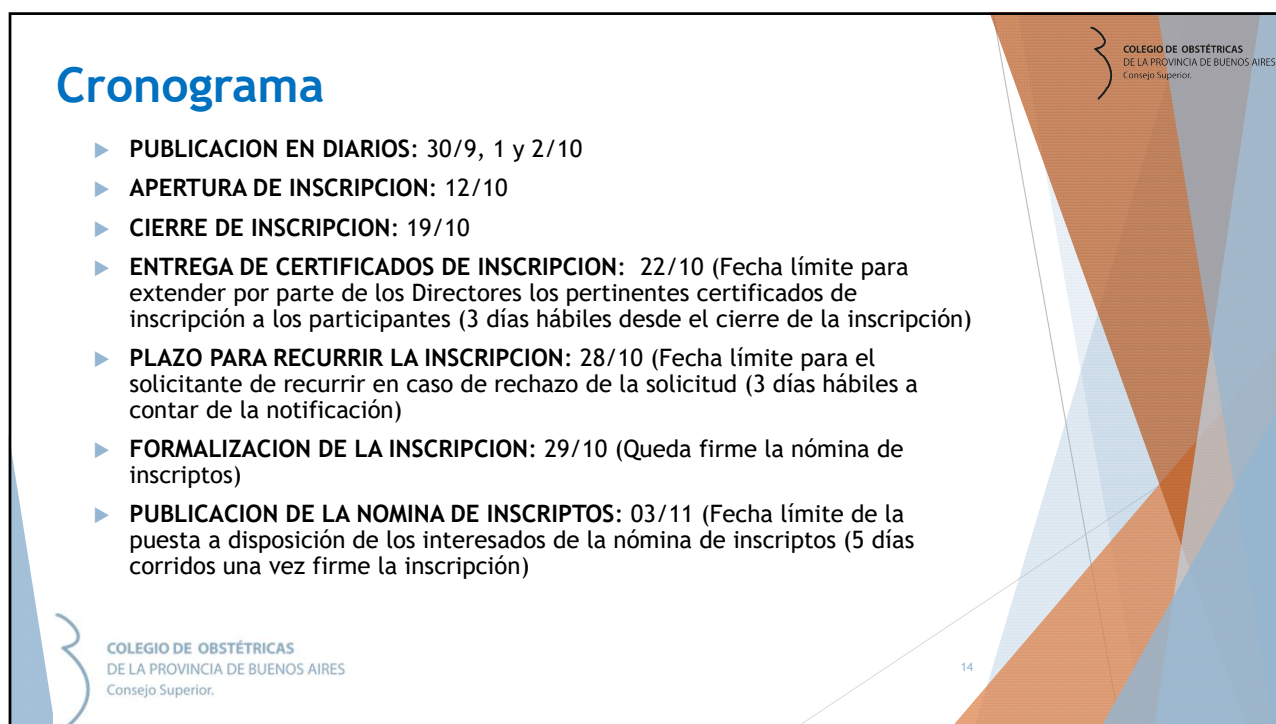 COLEGIO DE OBSTÉTRICAS
DE LA PROVINCIA DE BUENOS AIRES
Consejo Superior.
Cronograma
PUBLICACION EN DIARIOS: 30/9, 1 y 2/10
APERTURA DE INSCRIPCION: 12/10
CIERRE DE INSCRIPCION: 19/10
ENTREGA DE CERTIFICADOS DE INSCRIPCION: 22/10 (Fecha límite para
extender por parte de los Directores los pertinentes certificados de
inscripción a los participantes (3 días hábiles desde el cierre de la inscripción)
PLAZO PARA RECURRIR LA INSCRIPCION: 28/10 (Fecha límite para el
solicitante de recurrir en caso de rechazo de la solicitud (3 días hábiles a
contar de la notificación)
FORMALIZACION DE LA INSCRIPCION: 29/10 (Queda firme la nómina de
inscriptos)
PUBLICACION DE LA NOMINA DE INSCRIPTOS: 03/11 (Fecha límite de la
puesta a disposición de los interesados de la nómina de inscriptos (5 días
corridos una vez firme la inscripción)
COLEGIO DE OBSTÉTRICAS
DE LA PROVINCIA DE BUENOS AIRES
Consejo Superior.
14